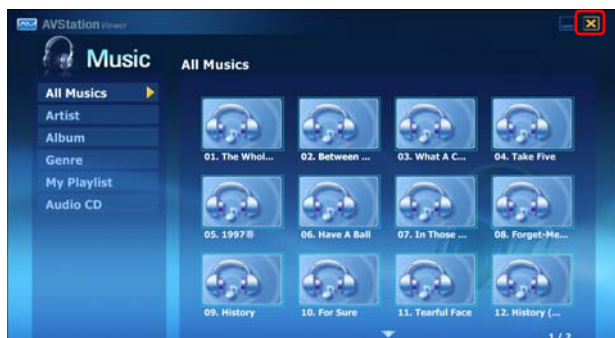 AVStation Viewer
Music
All Musics
All Musics
Artist
Album
Genre
My Playlist
Audio CD
01. The Whol...
02. Between ...
03. What A C...
04. Take Five
05. 1997
06. Have A Ball
07. In Those ...
08. Forget-Me...
09. History
10. For Sure
11. Tearful Face
12. History (...
1 / 2